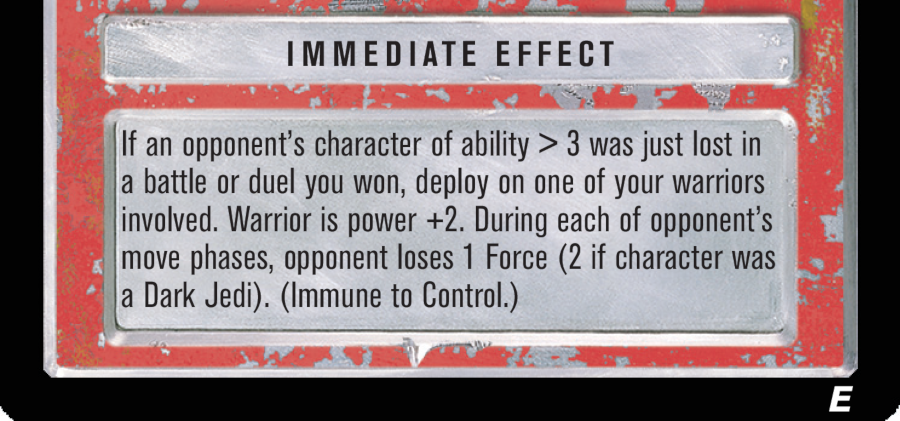 IMMEDIATE EFFECT
If an opponent's character of ability > 3 was just lost in
a battle or duel you won, deploy on one of your warriors
involved. Warrior is power +2. During each of opponent's
move phases, opponent loses 1 Force (2 if character was
a Dark Jedi). (Immune to Control.)
E